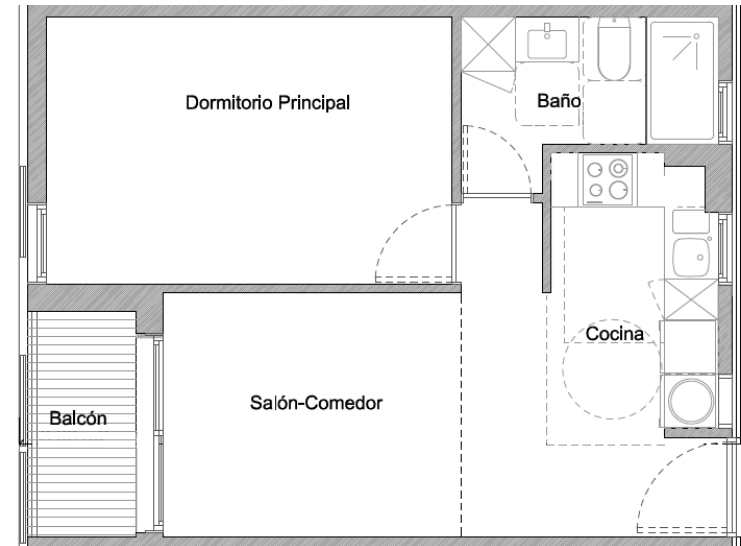 Dormitorio Principal
Baño
Cocina
Salón-Comedor
Balcón